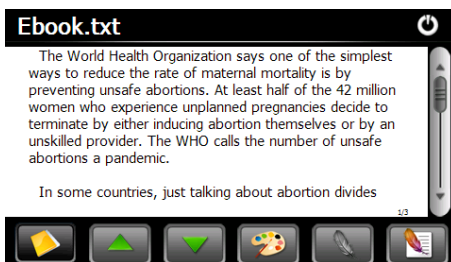 Ebook.txt
The World Health Organization says one of the simplest
ways to reduce the rate of maternal mortality is by
preventing unsafe abortions. At least half of the 42 million
women who experience unplanned pregnancies decide to
terminate by either inducing abortion themselves or by an
unskilled provider. The WHO calls the number of unsafe
abortions a pandemic.
In some countries, just talking about abortion divides
1/3